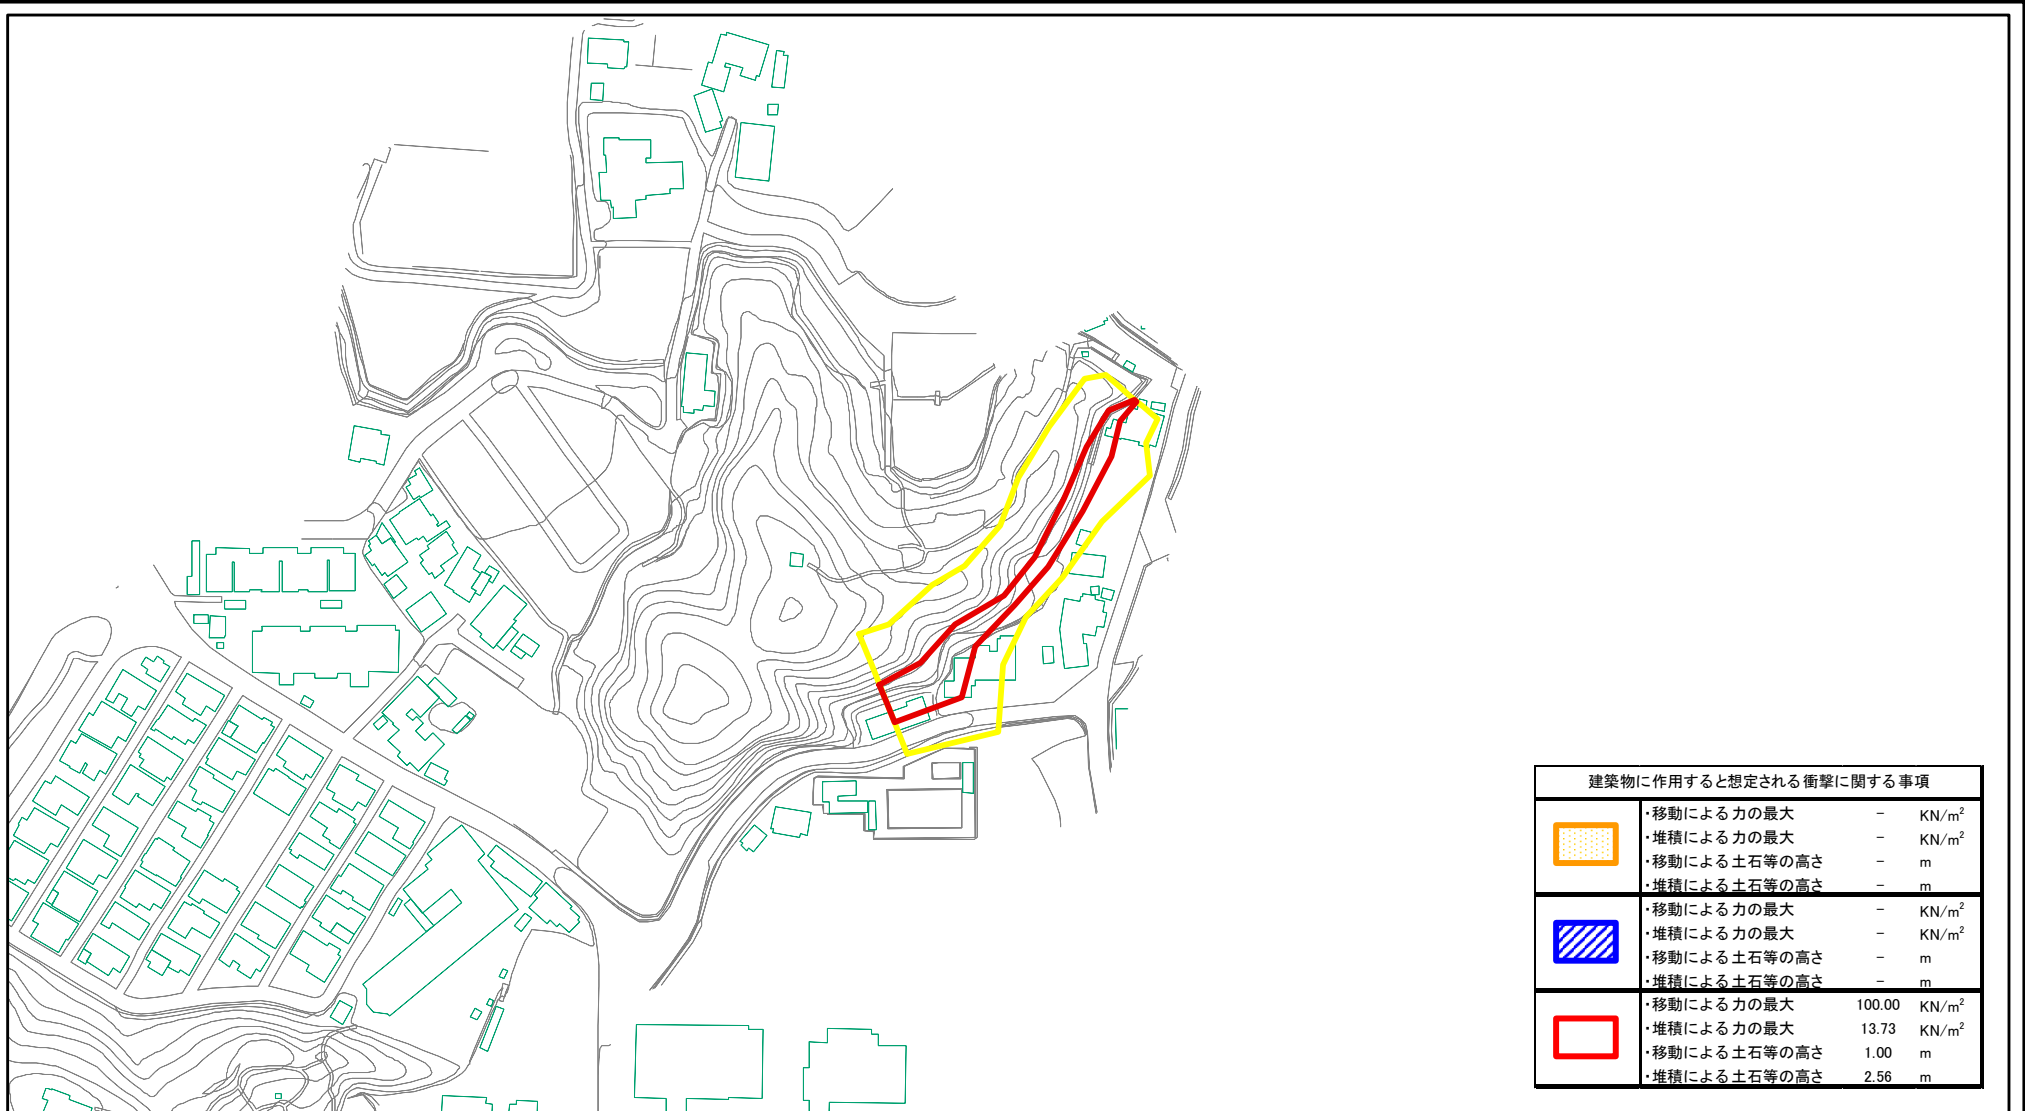 建築物に作用すると想定される衝撃に関する事項
・移動による力の最大 － KN/m²
・堆積による力の最大 － KN/m²
・移動による土石等の高さ － m
・堆積による土石等の高さ － m
・移動による力の最大 － KN/m²
・堆積による力の最大 － KN/m²
・移動による土石等の高さ － m
・堆積による土石等の高さ － m
・移動による力の最大 100.00 KN/m²
・堆積による力の最大 13.73 KN/m²
・移動による土石等の高さ 1.00 m
・堆積による土石等の高さ 2.56 m